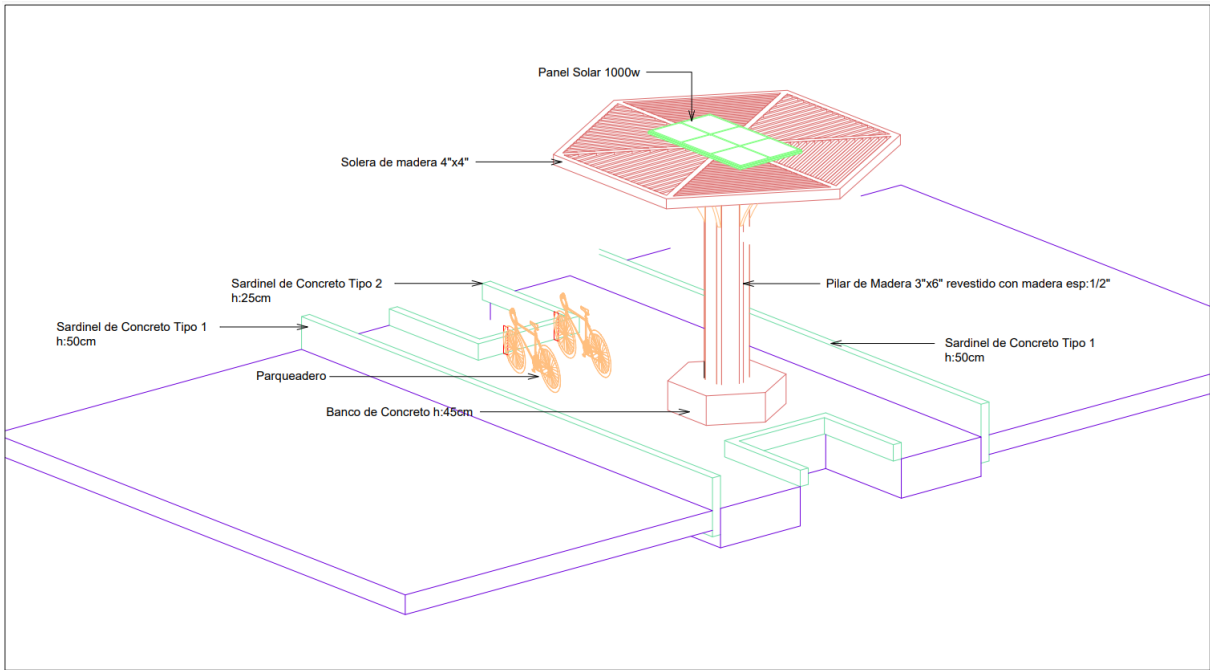 Panel Solar 1000w
Solera de madera 4"x4"
Sardinel de Concreto Tipo 2
h:25cm
Pilar de Madera 3"x6" revestido con madera esp:1/2"
Sardinel de Concreto Tipo 1
h:50cm
Sardinel de Concreto Tipo 1
h:50cm
Parqueadero
Banco de Concreto h:45cm